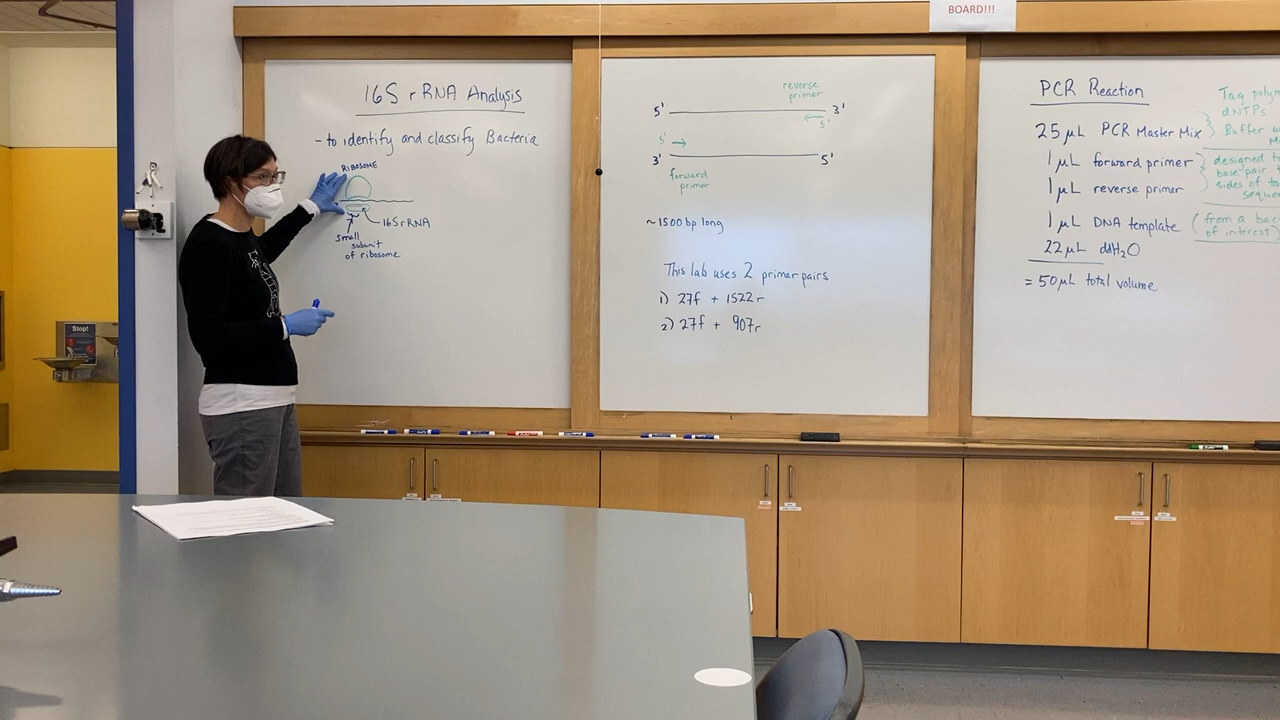 BOARD!!!
16S rRNA Analysis
- to identify and classify Bacteria
RIBOSOME
16S rRNA
small
subunit
of ribosome
reverse
primer
5' 3'
5'
5'
3' 5'
forward
primer
~1500 bp long
This lab uses 2 primer pairs
1) 27f + 1522r
2) 27f + 907r
PCR Reaction
25 µL PCR Master Mix
1 µL forward primer
1 µL reverse primer
1 µL DNA template
22 µL ddH2O
= 50 µL total volume
Taq
dNTPs
Buffer
designed
base pair
sides of
(from a
of interest)
Stop!